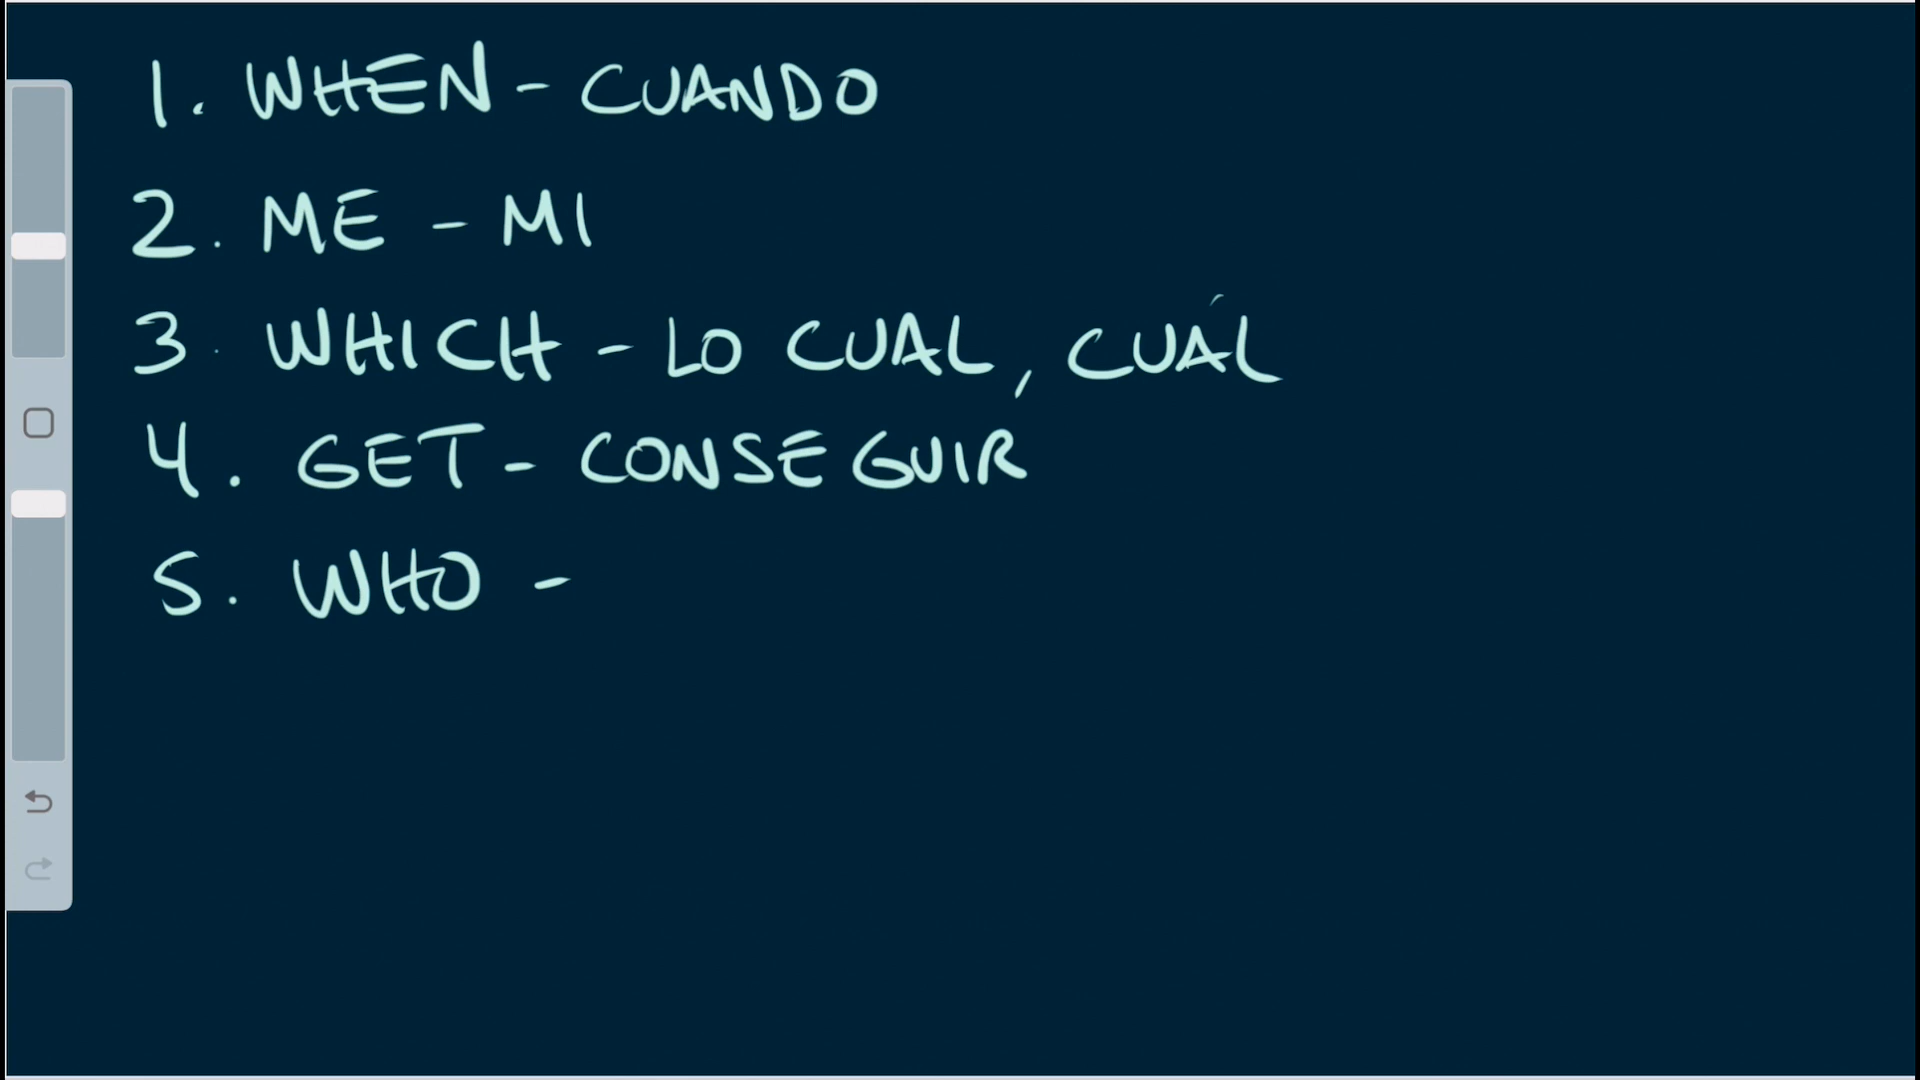 1. WHEN - CUANDO
2. ME - MI
3. WHICH - LO CUAL, CUÁL
4. GET - CONSEGUIR
5. WHO -